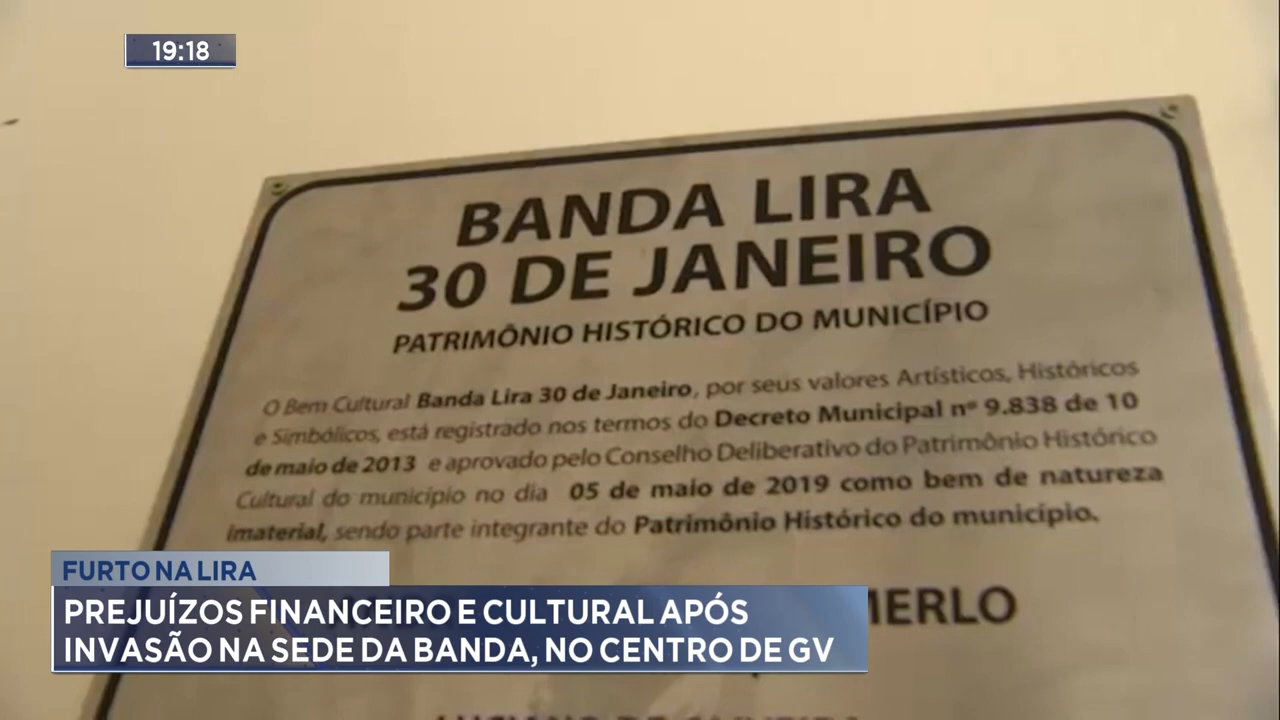 19:18
BANDA LIRA
30 DE JANEIRO
PATRIMÔNIO HISTÓRICO DO MUNICÍPIO
O Bem Cultural Banda Lira 30 de Janeiro, por seus valores Artísticos, Históricos
e Simbólicos, está registrado nos termos do Decreto Municipal nº 9.838 de 10
de maio de 2013 e aprovado pelo Conselho Deliberativo do Patrimônio Histórico
Cultural do município no dia 05 de maio de 2019 como bem de natureza
imaterial, sendo parte integrante do Patrimônio Histórico do município.
FURTO NA LIRA
PREJUÍZOS FINANCEIRO E CULTURAL APÓS
INVASÃO NA SEDE DA BANDA, NO CENTRO DE GV